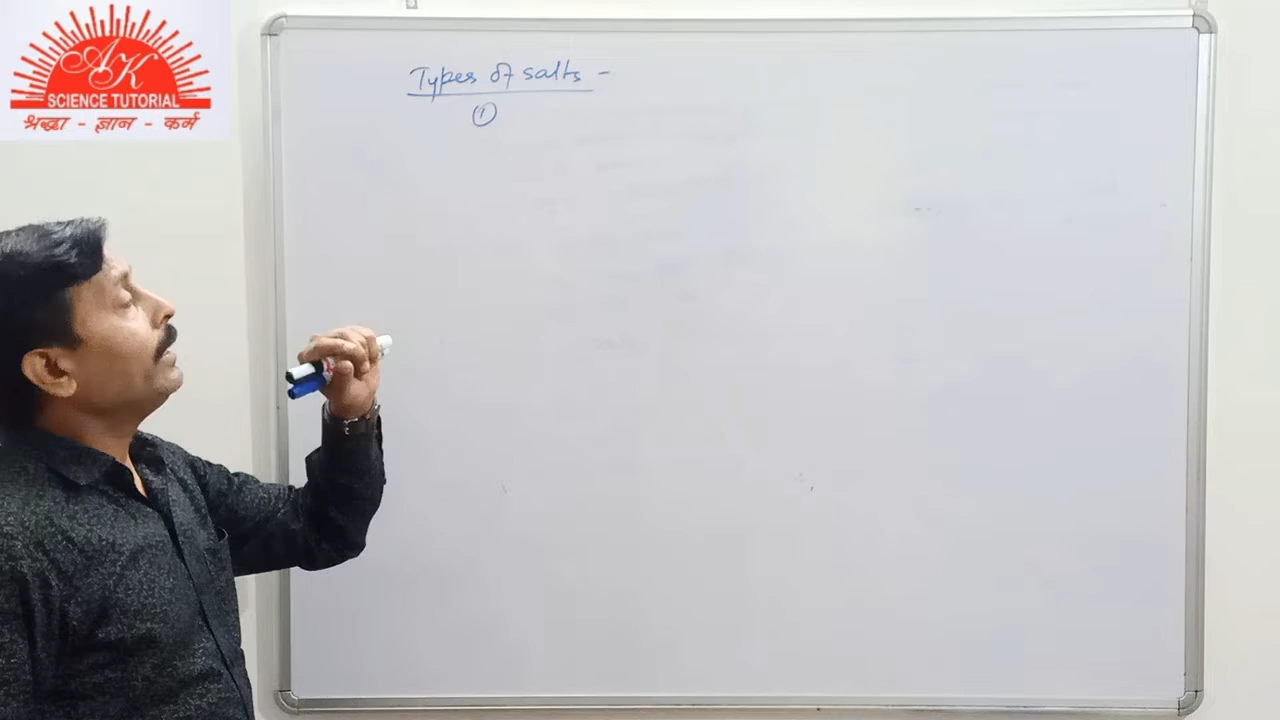 AK
SCIENCE TUTORIAL
श्रद्धा - ज्ञान - कर्म
Types of salts -
①